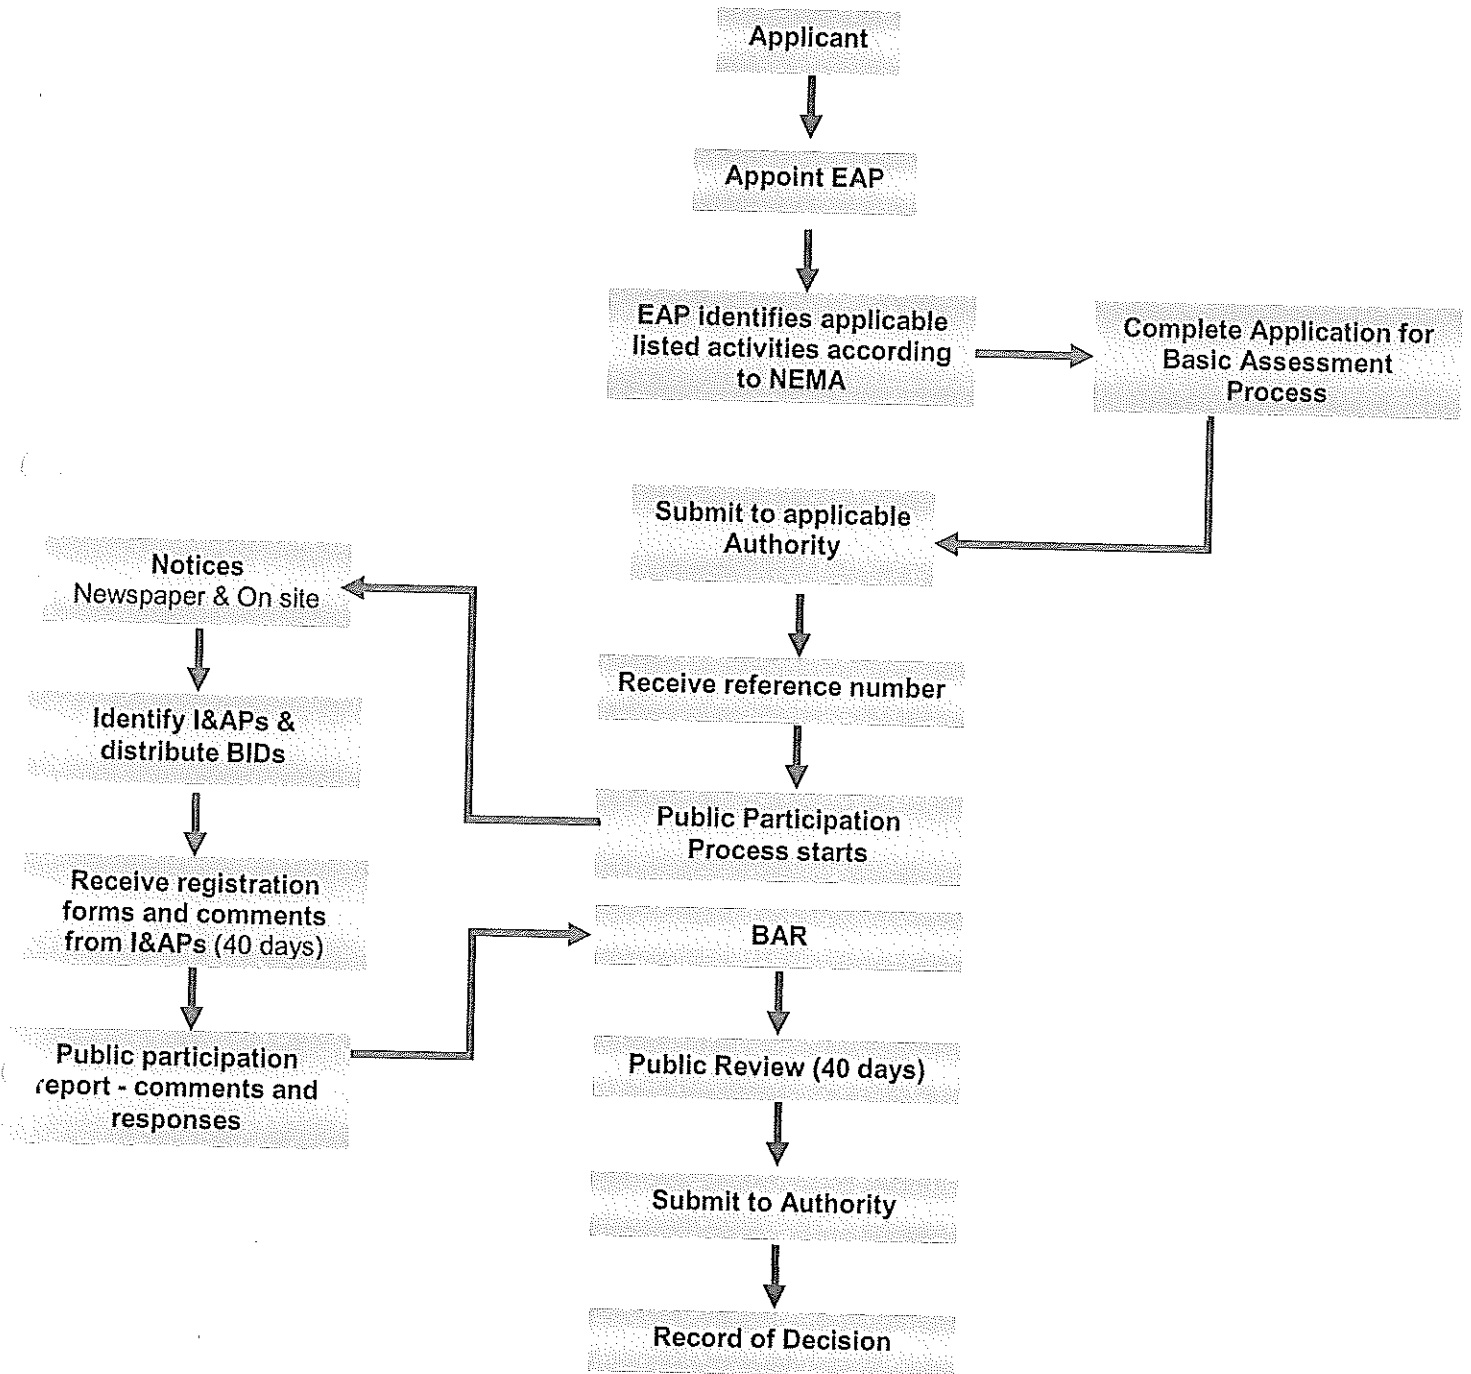 Applicant
Appoint EAP
EAP identifies applicable
listed activities according
to NEMA
Complete Application for
Basic Assessment
Process
Submit to applicable
Authority
Receive reference number
Public Participation
Process starts
Notices
Newspaper & On site
Identify I&APs &
distribute BIDs
Receive registration
forms and comments
from I&APs (40 days)
Public participation
report - comments and
responses
BAR
Public Review (40 days)
Submit to Authority
Record of Decision